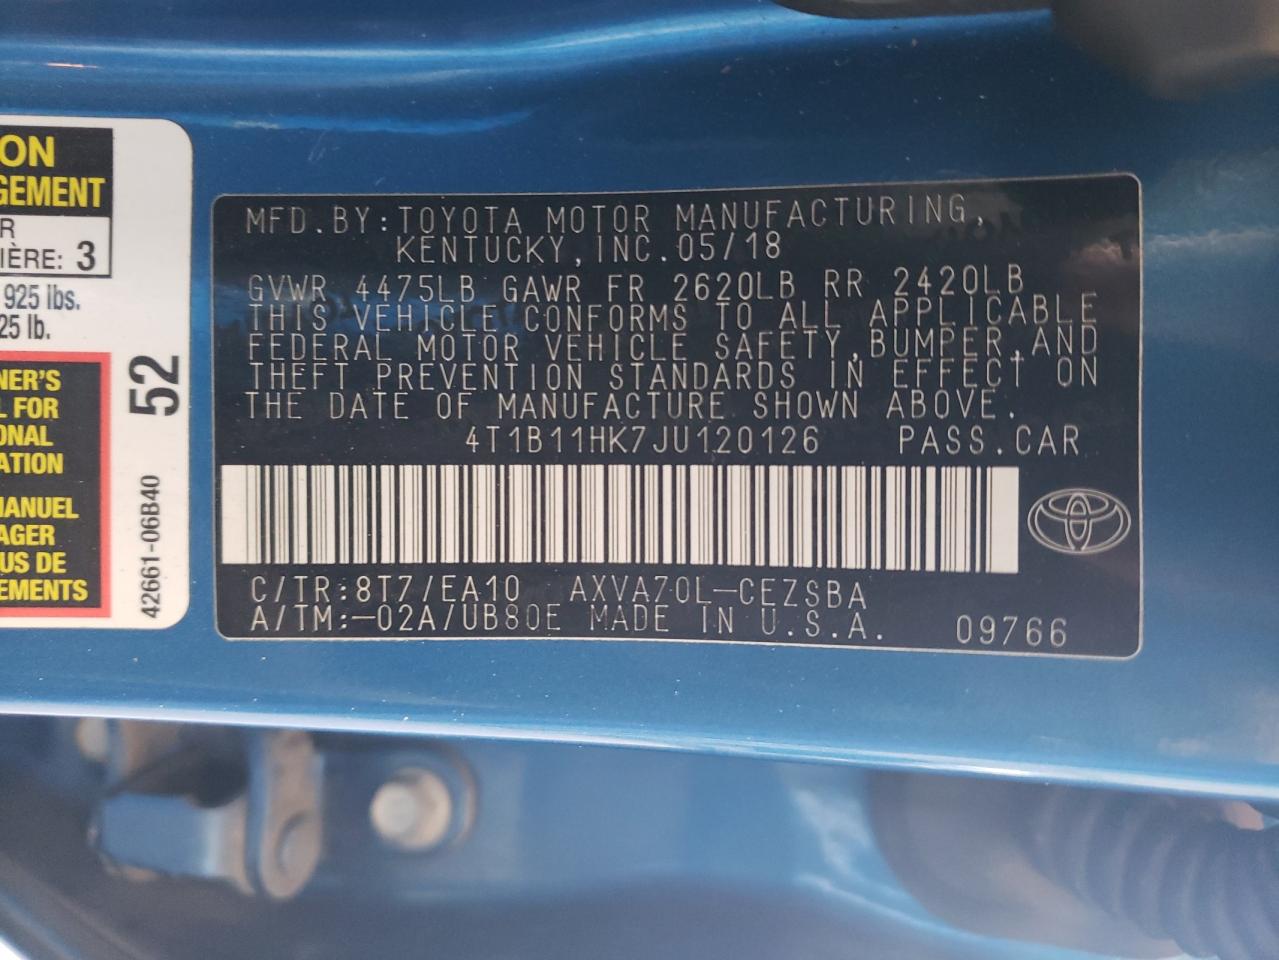 ON
GEMENT
R
IÈRE: 3
925 lbs.
25 lb.
NER'S
L FOR
ONAL
ATION
MANUEL
AGER
US DE
EMENTS
52
42661-06B40
MFD.BY:TOYOTA MOTOR MANUFACTURING,
KENTUCKY,INC.05/18
GVWR 4475LB GAWR FR 2620LB RR 2420LB
THIS VEHICLE CONFORMS TO ALL APPLICABLE
FEDERAL MOTOR VEHICLE SAFETY,BUMPER,AND
THEFT PREVENTION STANDARDS IN EFFECT ON
THE DATE OF MANUFACTURE SHOWN ABOVE.
4T1B11HK7JU120126 PASS.CAR
C/TR:8T7/EA10 AXVA70L-CEZSBA
A/TM:-02A/UB80E MADE IN U.S.A. 09766